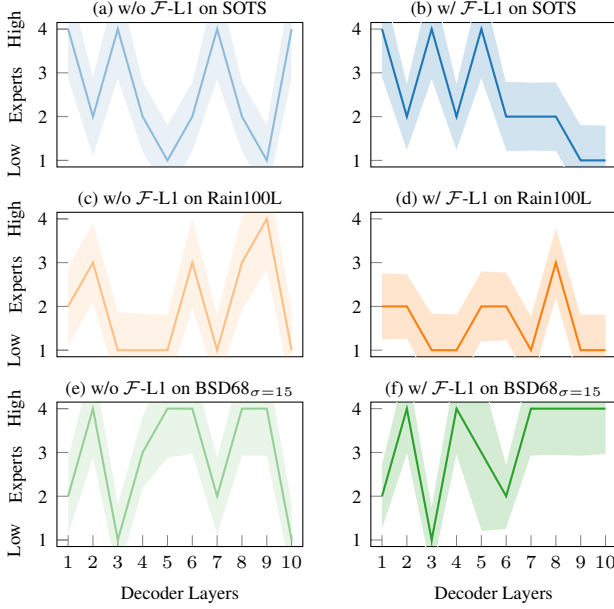 (a) w/o F-L1 on SOTS
(b) w/ F-L1 on SOTS
High
Experts
Low
4
3
2
1
4
3
2
1
(c) w/o F-L1 on Rain100L
(d) w/ F-L1 on Rain100L
High
Experts
Low
4
3
2
1
4
3
2
1
(e) w/o F-L1 on BSD68σ=15
(f) w/ F-L1 on BSD68σ=15
High
Experts
Low
4
3
2
1
4
3
2
1
1 2 3 4 5 6 7 8 9 10
1 2 3 4 5 6 7 8 9 10
Decoder Layers
Decoder Layers